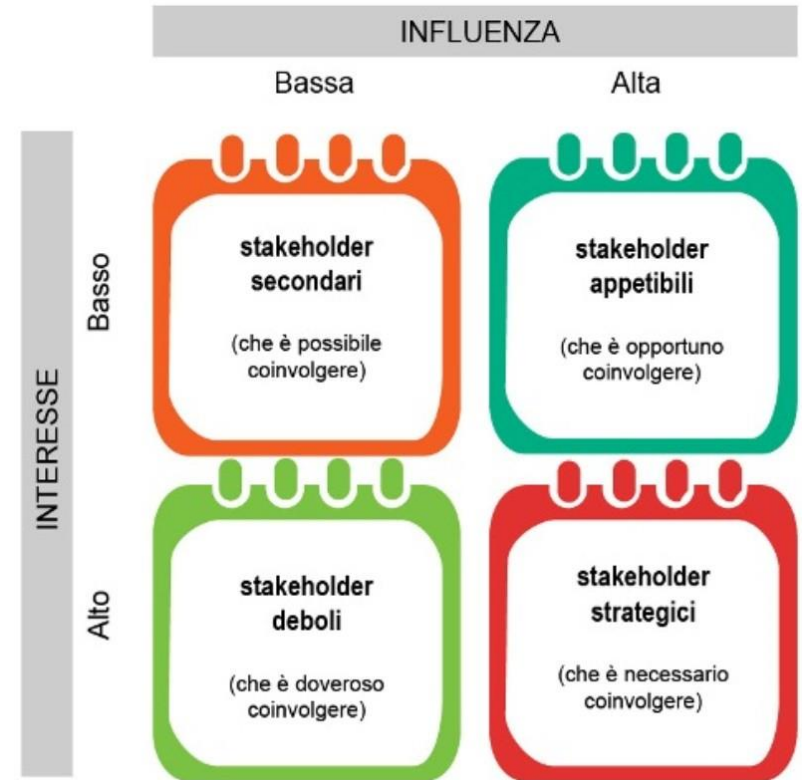 INFLUENZA
Bassa
Alta
INTERESSE
Basso
stakeholder
secondari
(che è possibile
coinvolgere)
stakeholder
appetibili
(che è opportuno
coinvolgere)
Alto
stakeholder
deboli
(che è doveroso
coinvolgere)
stakeholder
strategici
(che è necessario
coinvolgere)